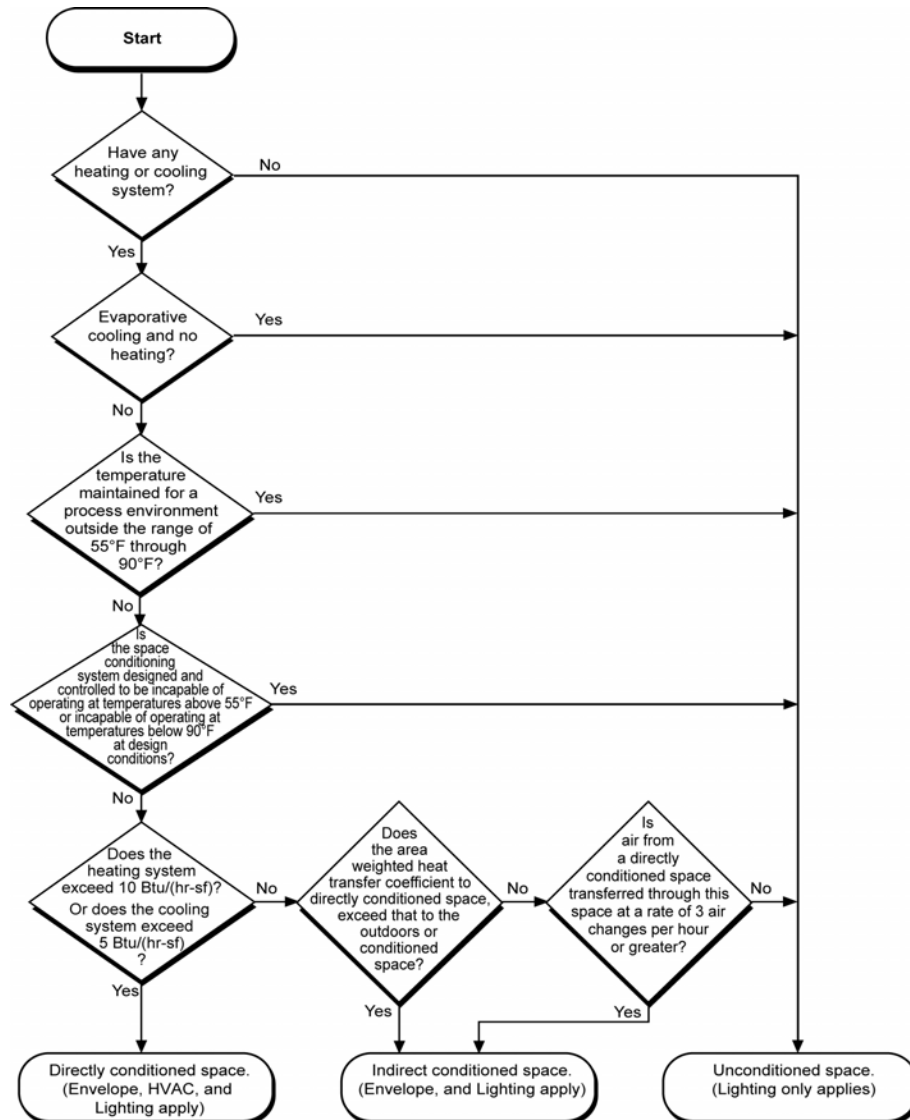 Start
Have any
heating or cooling
system?
No
Yes
Evaporative
cooling and no
heating?
Yes
No
Is the
temperature
maintained for a
process environment
outside the range of
55°F through
90°F?
Yes
No
Is
the space
conditioning
system designed and
controlled to be incapable of
operating at temperatures above 55°F
or incapable of operating at
temperatures below 90°F
at design
conditions?
Yes
No
Does the
heating system
exceed 10 Btu/(hr-sf)?
Or does the cooling
system exceed
5 Btu/(hr-sf)
?
No
Yes
Does
the area
weighted heat
transfer coefficient to
directly conditioned space,
exceed that to the
outdoors or
conditioned
space?
No
Yes
Is
air from
a directly
conditioned space
transferred through this
space at a rate of 3 air
changes per hour
or greater?
No
Yes
Directly conditioned space.
(Envelope, HVAC, and
Lighting apply)
Indirect conditioned space.
(Envelope, and Lighting apply)
Unconditioned space.
(Lighting only applies)